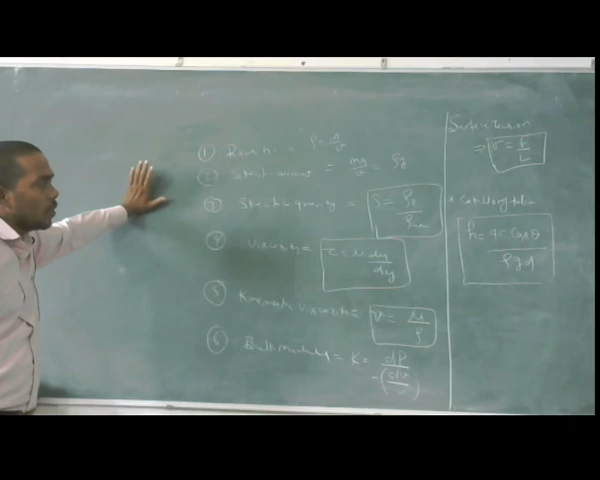 ① Density = ρ = m/v
② Specific weight = mg/v = ρg
③ Specific gravity = S = ρ₀/ρw
④ Viscosity = τ = μ du/dy
⑤ Kinematic viscosity = ν = μ/ρ
⑥ Bulk modulus = K = dP/-(dv/v)
Surface tension
⇒ σ = F/L
* Capillary tube
h = 4σ Cosθ/ρgd